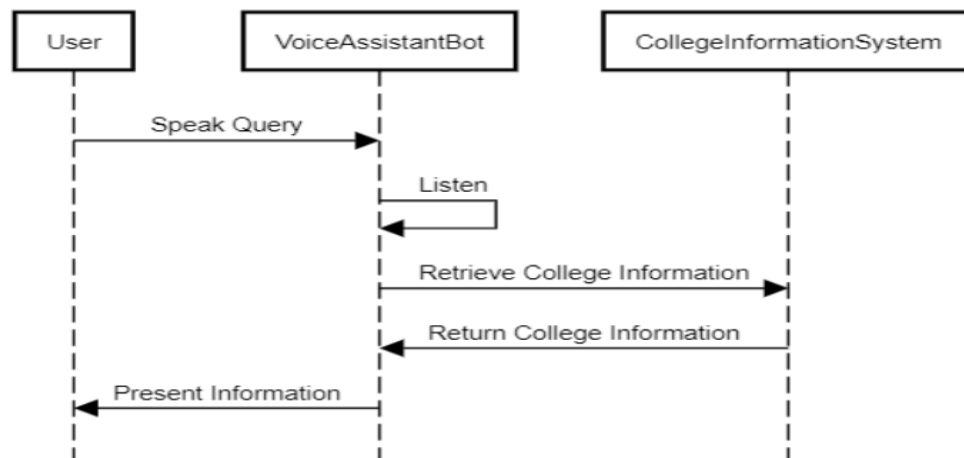 User
VoiceAssistantBot
CollegeInformationSystem
Speak Query
Listen
Retrieve College Information
Return College Information
Present Information